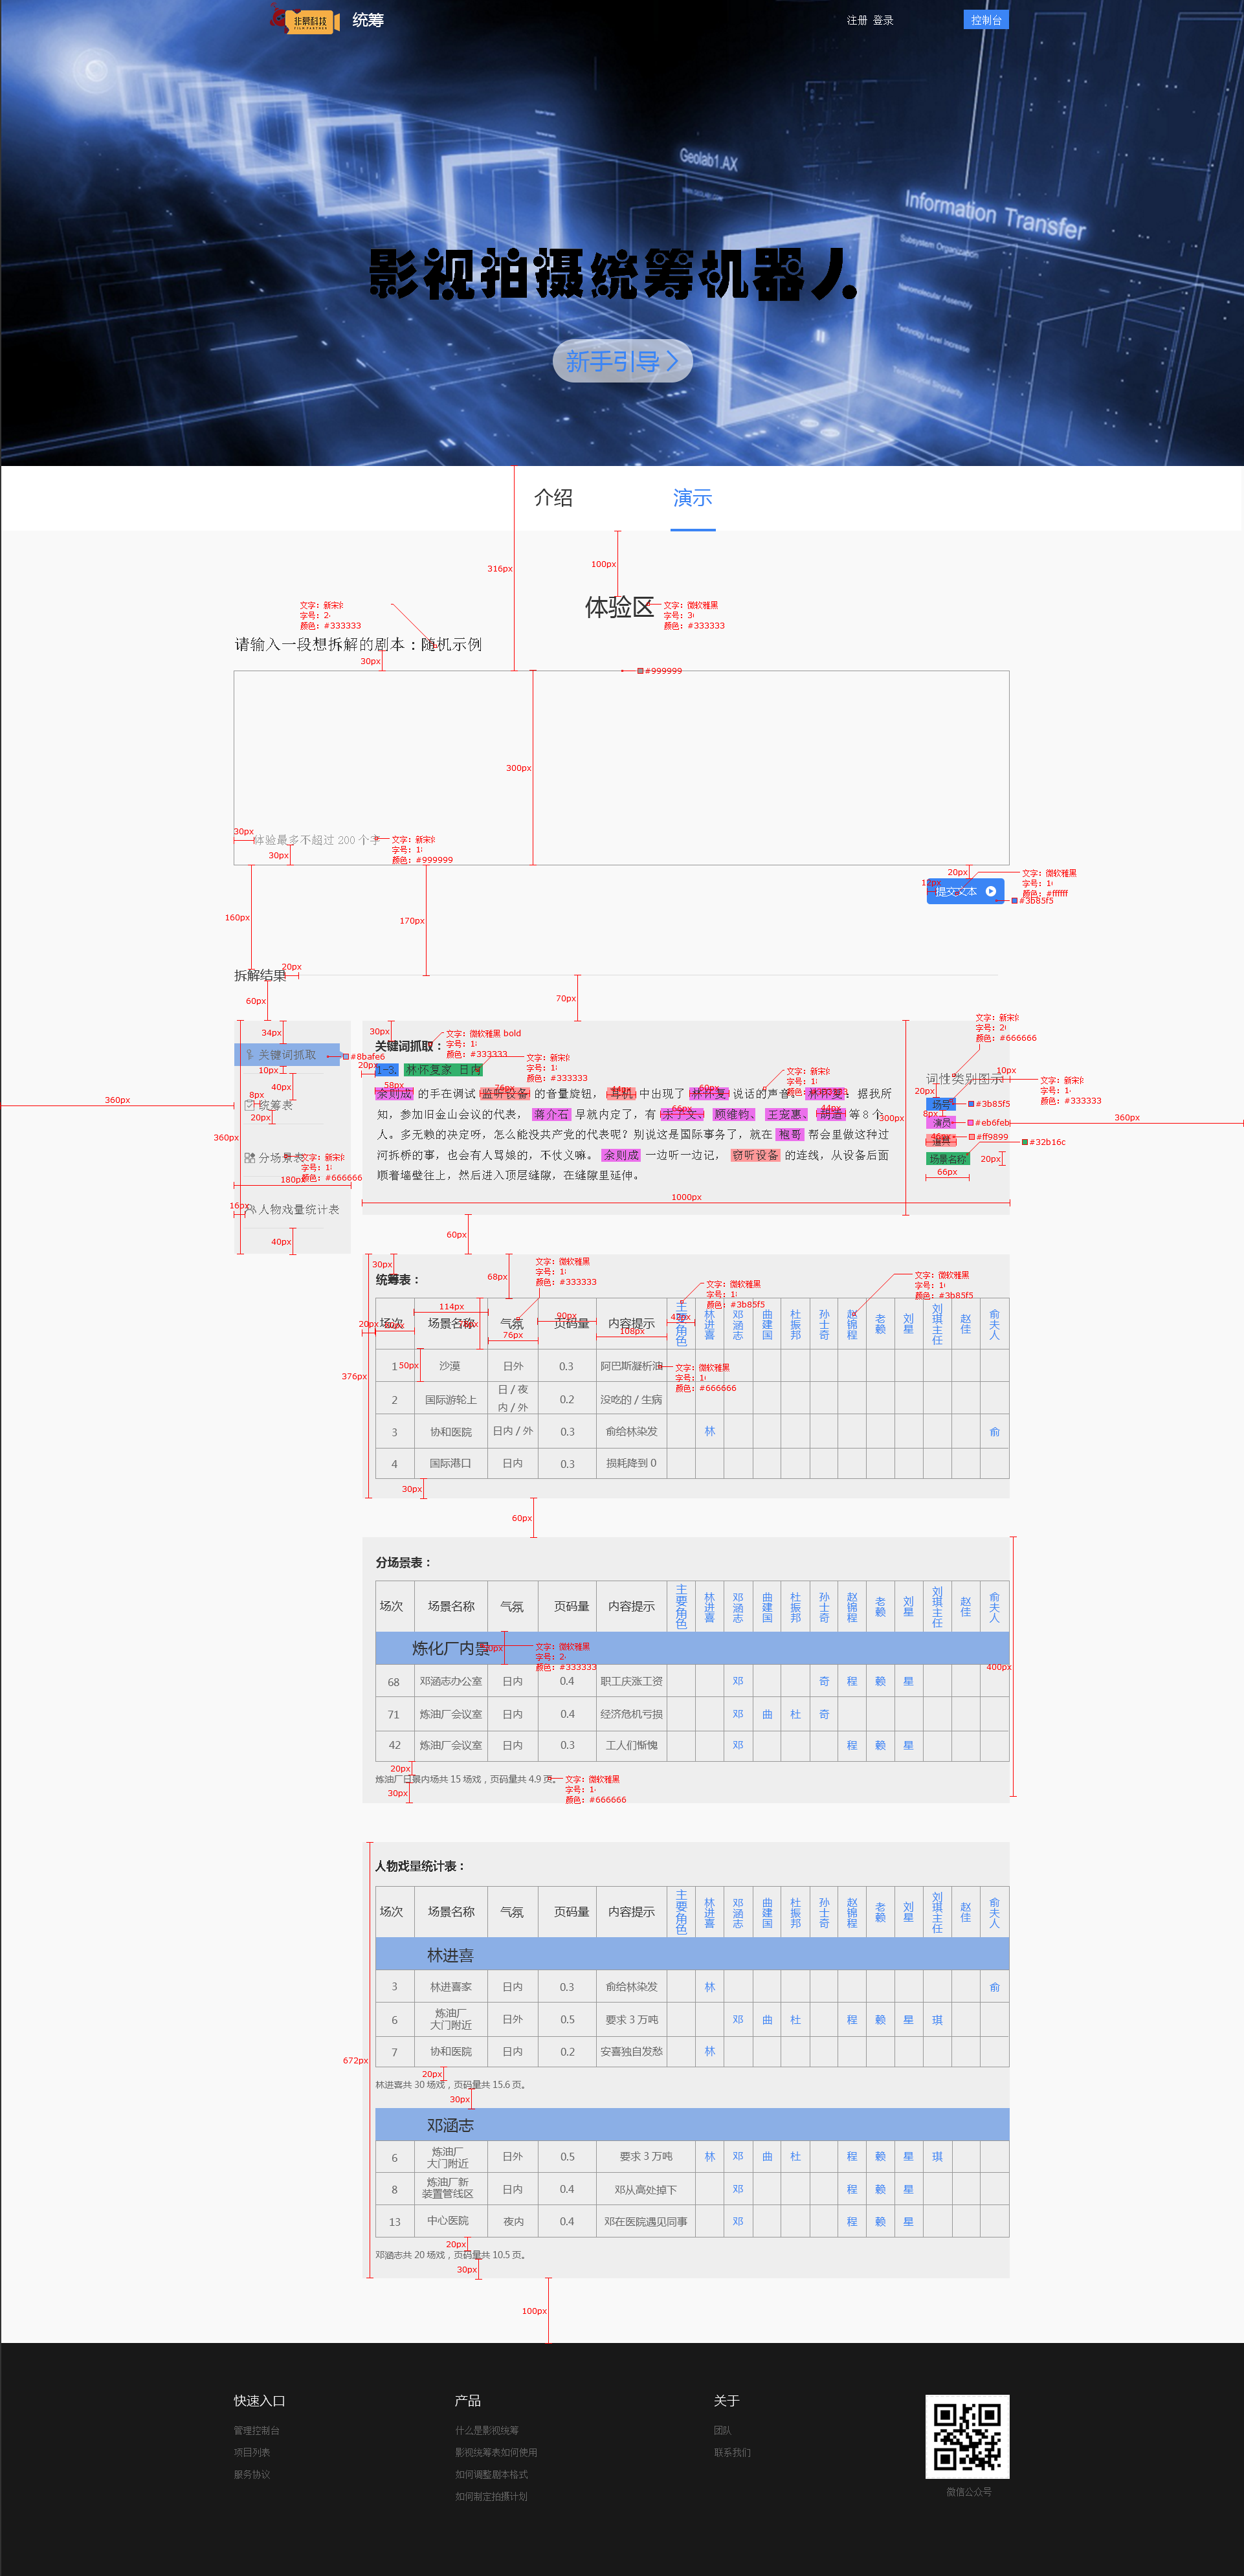 非凡科技
统筹
注册 登录
控制台
Geolab1.AX
Information Transfer
Subsystem Organization
Nanomolecular Assembly
Technology Level Increase
Technological Singularity
影视拍摄统筹机器人
新手引导
介绍
演示
316px
100px
体验区
文字：新宋
字号：2
颜色：#333333
文字：微软雅黑
字号：3
颜色：#333333
请输入一段想拆解的剧本：随机示例
30px
#999999
300px
30px
体验最多不超过 200 个字
30px
文字：新宋
字号：1
颜色：#999999
20px
12px
提交文本
文字：微软雅黑
字号：1
颜色：#ffffff
#3b85f5
160px
170px
拆解结果
20px
60px
70px
34px
关键词抓取
#8bafe6
10px
40px
8px
统筹表
20px
360px
360px
分场景表
文字：新宋
字号：1
颜色：#666666
180px
16px
人物戏量统计表
40px
30px
关键词抓取：
文字：微软雅黑 bold
字号：1
颜色：#333333
20px
1-3.
林怀复家 日内
文字：新宋
字号：1
颜色：#333333
58px
76px
44px
60px
文字：新宋
字号：1
余则成 的手在调试 监听设备 的音量旋钮， 耳机 中出现了 林怀复 说话的声音。 林怀复：据我所
知，参加旧金山会议的代表， 蒋介石 早就内定了，有 宋子文、 顾维钧、 王宠惠、 胡适 等 8 个
66px
44px
人。多无赖的决定呀，怎么能没共产党的代表呢？别说这是国际事务了，就在 袍哥 帮会里做这种过
河拆桥的事，也会有人骂娘的，不仗义嘛。 余则成 一边听一边记， 窃听设备 的连线，从设备后面
顺着墙壁往上，然后进入顶层缝隙，在缝隙里延伸。
300px
1000px
文字：新宋
字号：2
颜色：#666666
词性类别图示
10px
文字：新宋
字号：1
颜色：#333333
20px
场号
#3b85f5
8px
演员
#eb6feb
360px
46px
道具
#ff9899
#32b16c
场景名称
20px
66px
60px
30px
统筹表：
68px
文字：微软雅黑
字号：1
颜色：#333333
文字：微软雅黑
字号：1
颜色：#3b85f5
文字：微软雅黑
字号：1
颜色：#3b85f5
114px
90px
108px
76px
20px
场次 场景名称 气氛 页码量 内容提示 主要角色 林进喜 邓涵志 曲建国 杜振邦 孙士奇 赵锦程 老赖 刘星 刘琪主任 赵佳 俞夫人
50px
376px
1 沙漠 日外 0.3 阿巴斯凝析油
文字：微软雅黑
字号：1
颜色：#666666
2 国际游轮上 日 / 夜 内 / 外 0.2 没吃的 / 生病
3 协和医院 日内 / 外 0.3 俞给林染发 林 俞
4 国际港口 日内 0.3 损耗降到 0
30px
60px
分场景表：
场次 场景名称 气氛 页码量 内容提示 主要角色 林进喜 邓涵志 曲建国 杜振邦 孙士奇 赵锦程 老赖 刘星 刘琪主任 赵佳 俞夫人
炼化厂内景
文字：微软雅黑
字号：2
颜色：#333333
400px
68 邓涵志办公室 日内 0.4 职工庆涨工资 邓 奇 程 赖 星
71 炼油厂会议室 日内 0.4 经济危机亏损 邓 曲 杜 奇
42 炼油厂会议室 日内 0.3 工人们惭愧 邓 程 赖 星
20px
炼油厂日景内场共 15 场戏，页码量共 4.9 页。
30px
文字：微软雅黑
字号：1
颜色：#666666
人物戏量统计表：
场次 场景名称 气氛 页码量 内容提示 主要角色 林进喜 邓涵志 曲建国 杜振邦 孙士奇 赵锦程 老赖 刘星 刘琪主任 赵佳 俞夫人
林进喜
3 林进喜家 日内 0.3 俞给林染发 林 俞
6 炼油厂大门附近 日外 0.5 要求 3 万吨 邓 曲 杜 程 赖 星 琪
7 协和医院 日内 0.2 安喜独自发愁 林
672px
20px
林进喜共 30 场戏，页码量共 15.6 页。
30px
邓涵志
6 炼油厂大门附近 日外 0.5 要求 3 万吨 林 邓 曲 杜 程 赖 星 琪
8 炼油厂新装置管线区 日内 0.4 邓从高处掉下 邓 程 赖 星
13 中心医院 夜内 0.4 邓在医院遇见同事 邓 程 赖 星
20px
邓涵志共 20 场戏，页码量共 10.5 页。
30px
100px
快速入口
管理控制台
项目列表
服务协议
产品
什么是影视统筹
影视统筹表如何使用
如何调整剧本格式
如何制定拍摄计划
关于
团队
联系我们
微信公众号